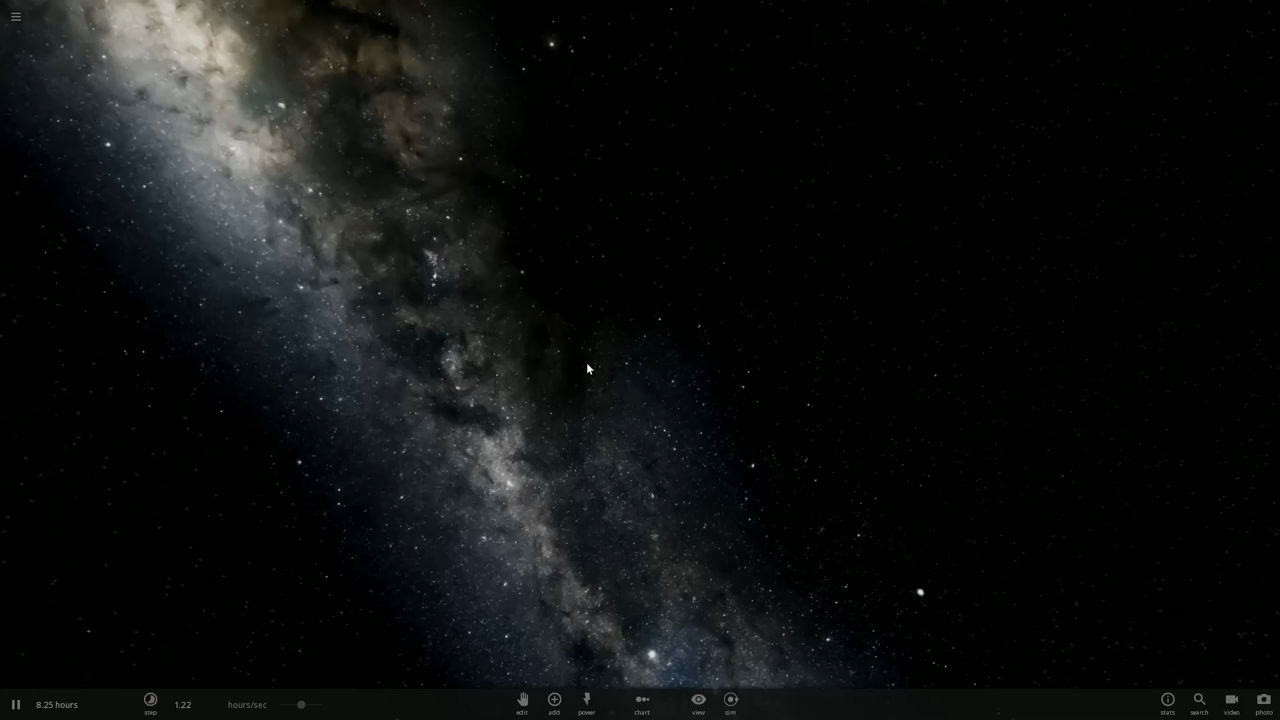 8.25 hours
step
1.22
hours/sec
edit
add
power
chart
view
sim
stats
search
video
photo